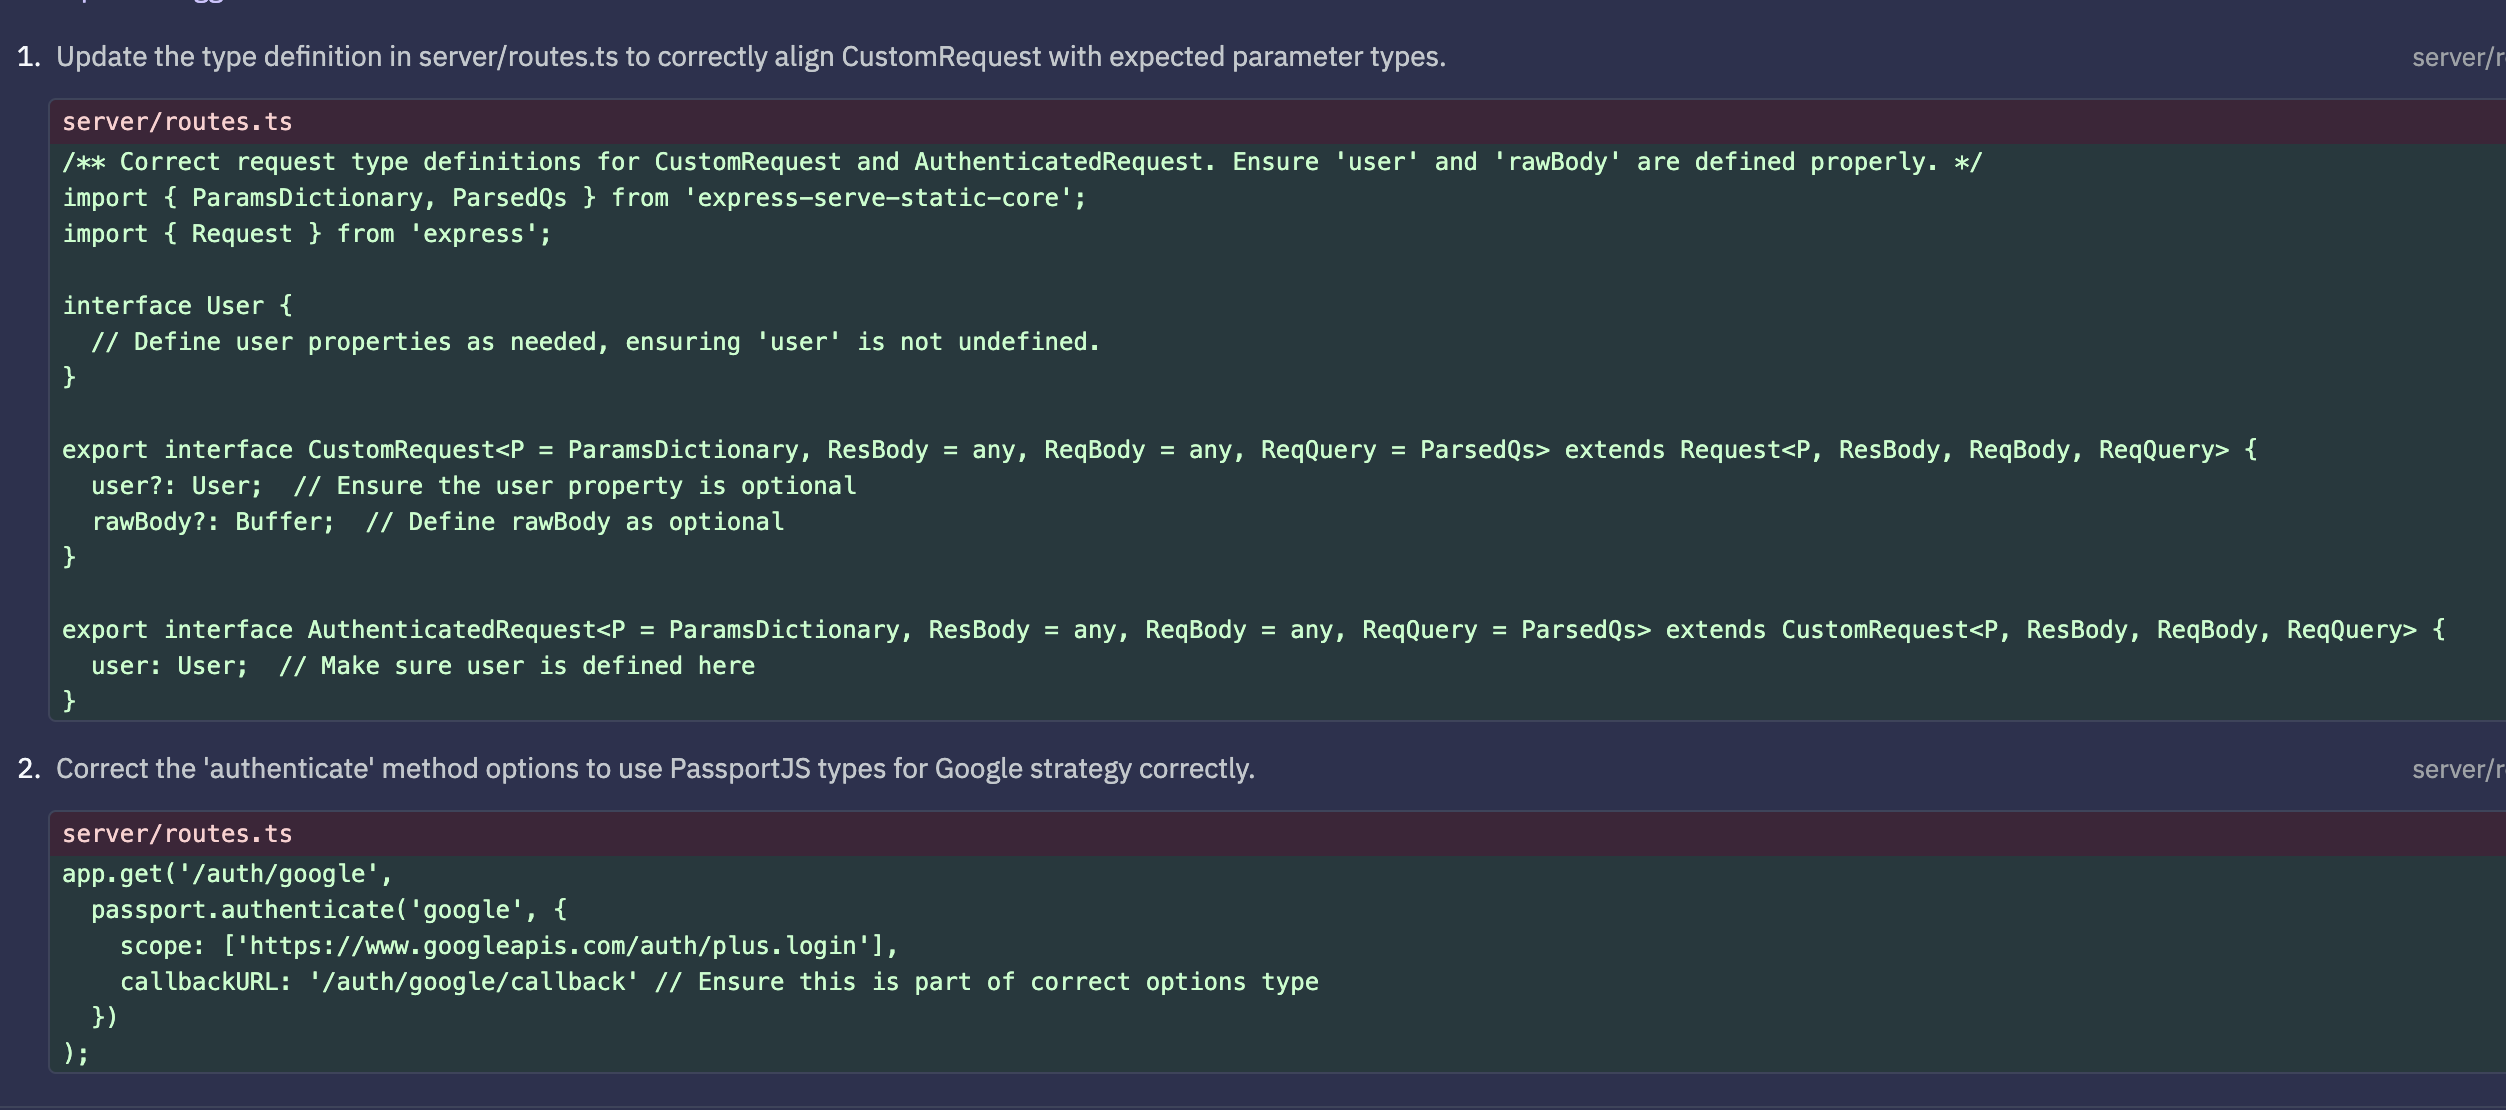 1. Update the type definition in server/routes.ts to correctly align CustomRequest with expected parameter types.
server/r
server/routes.ts
/** Correct request type definitions for CustomRequest and AuthenticatedRequest. Ensure 'user' and 'rawBody' are defined properly. */
import { ParamsDictionary, ParsedQs } from 'express-serve-static-core';
import { Request } from 'express';
interface User {
  // Define user properties as needed, ensuring 'user' is not undefined.
}
export interface CustomRequest<P = ParamsDictionary, ResBody = any, ReqBody = any, ReqQuery = ParsedQs> extends Request<P, ResBody, ReqBody, ReqQuery> {
  user?: User;  // Ensure the user property is optional
  rawBody?: Buffer;  // Define rawBody as optional
}
export interface AuthenticatedRequest<P = ParamsDictionary, ResBody = any, ReqBody = any, ReqQuery = ParsedQs> extends CustomRequest<P, ResBody, ReqBody, ReqQuery> {
  user: User;  // Make sure user is defined here
}
2. Correct the 'authenticate' method options to use PassportJS types for Google strategy correctly.
server/r
server/routes.ts
app.get('/auth/google',
  passport.authenticate('google', {
    scope: ['https://www.googleapis.com/auth/plus.login'],
    callbackURL: '/auth/google/callback' // Ensure this is part of correct options type
  })
);